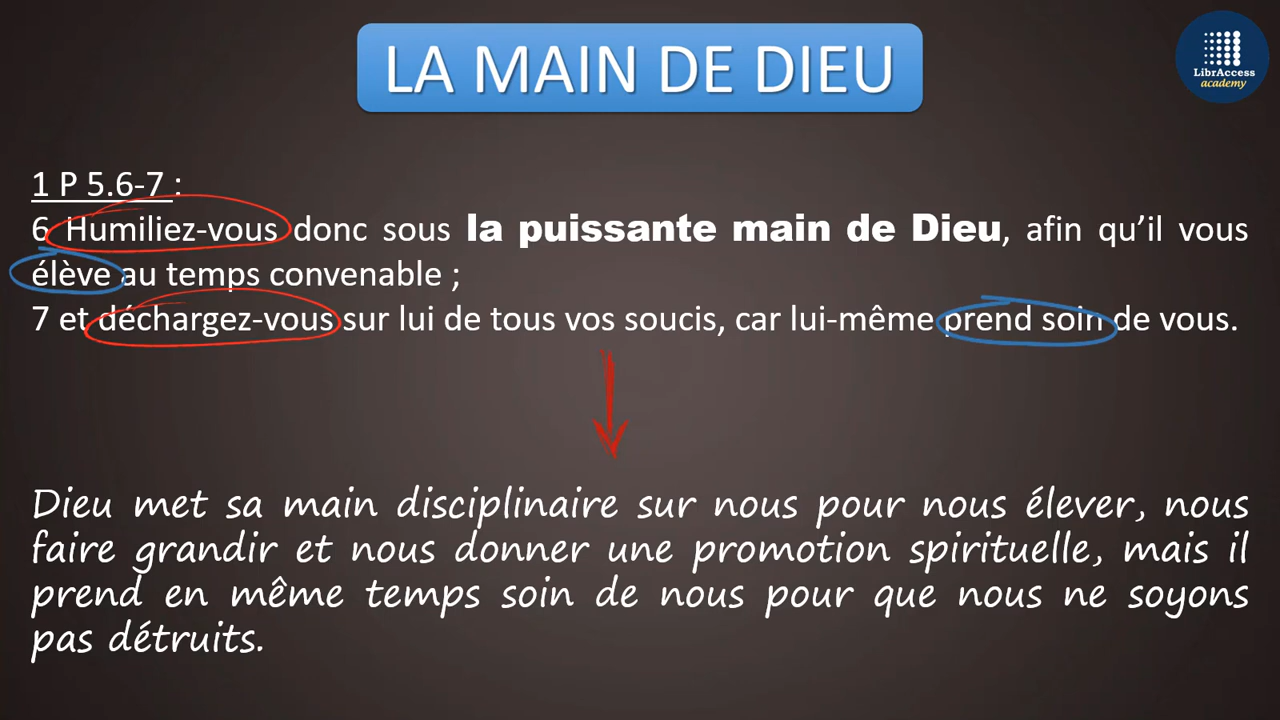 LA MAIN DE DIEU
LibrAccess
academy
1 P 5.6-7 :
6 Humiliez-vous donc sous la puissante main de Dieu, afin qu’il vous
élève au temps convenable ;
7 et déchargez-vous sur lui de tous vos soucis, car lui-même prend soin de vous.
Dieu met sa main disciplinaire sur nous pour nous élever, nous
faire grandir et nous donner une promotion spirituelle, mais il
prend en même temps soin de nous pour que nous ne soyons
pas détruits.